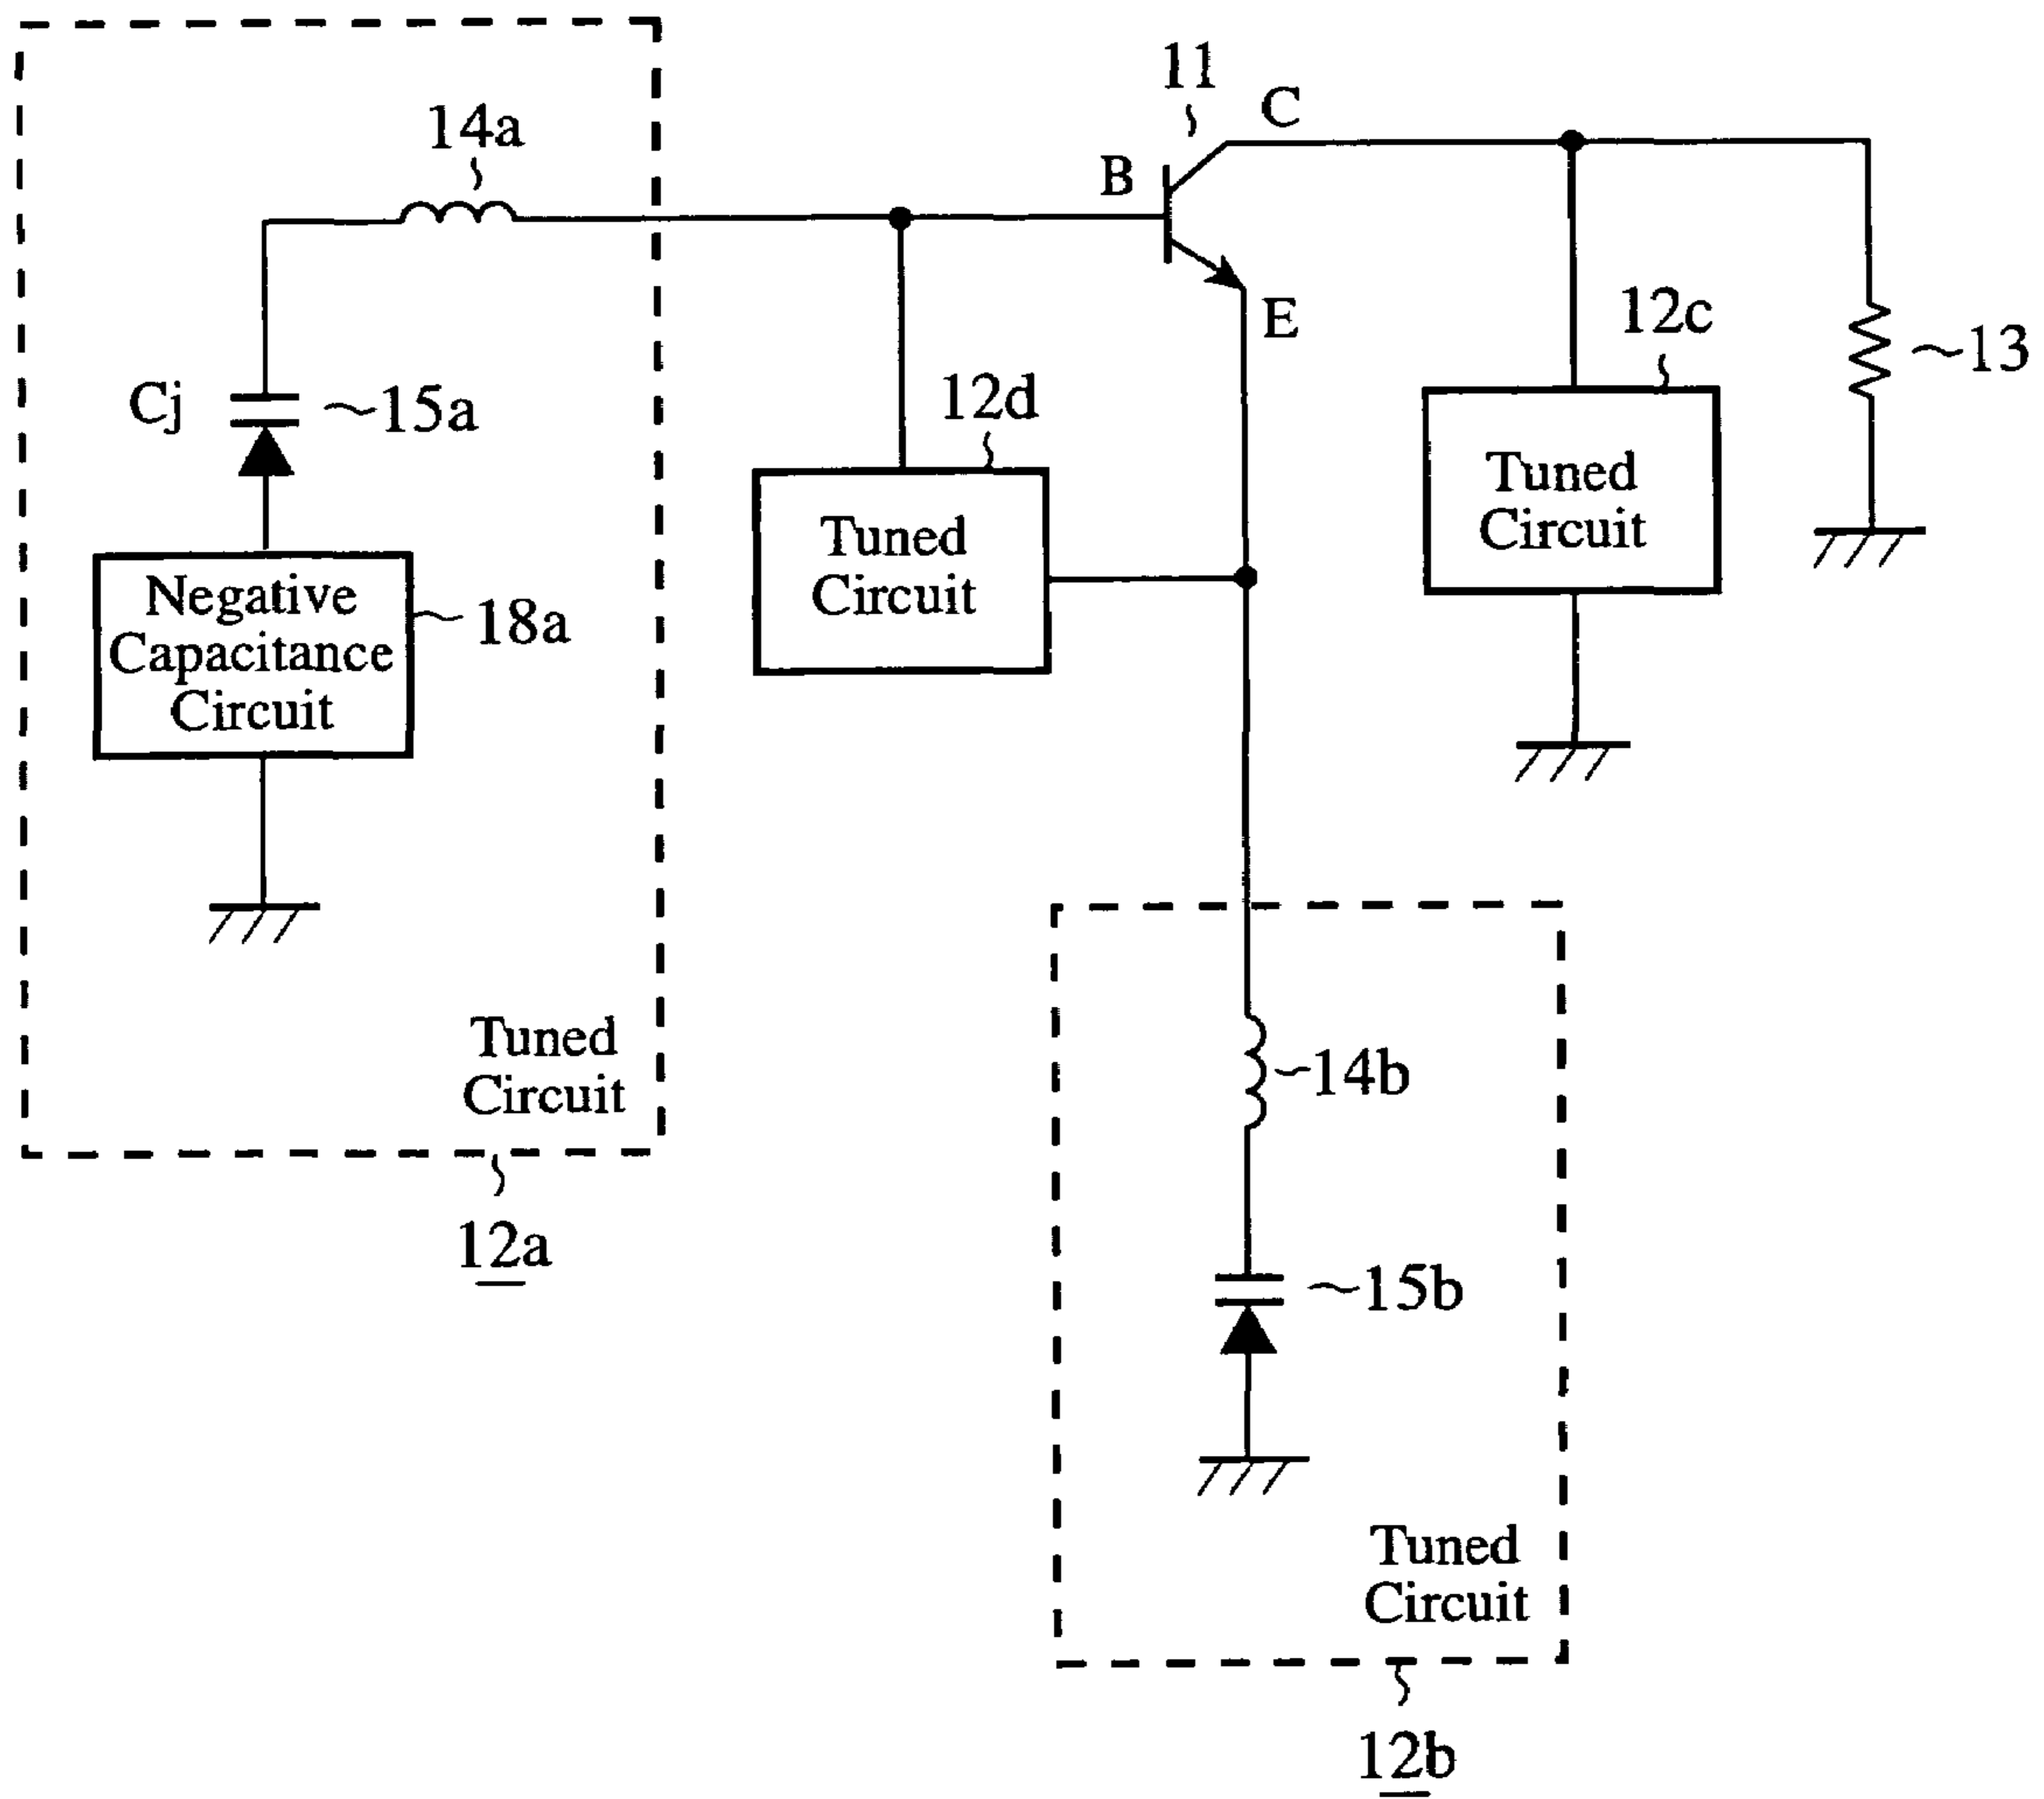 11
C
14a
B
E
12c
13
Cj
15a
12d
Tuned
Circuit
Tuned
Circuit
Negative
Capacitance
Circuit
18a
Tuned
Circuit
14b
12a
15b
Tuned
Circuit
12b